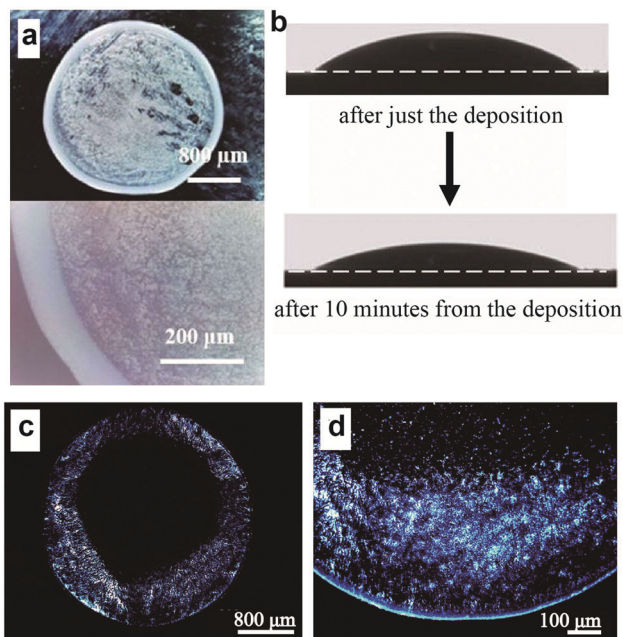 a
800 µm
200 µm
b
after just the deposition
after 10 minutes from the deposition
c
800 µm
d
100 µm